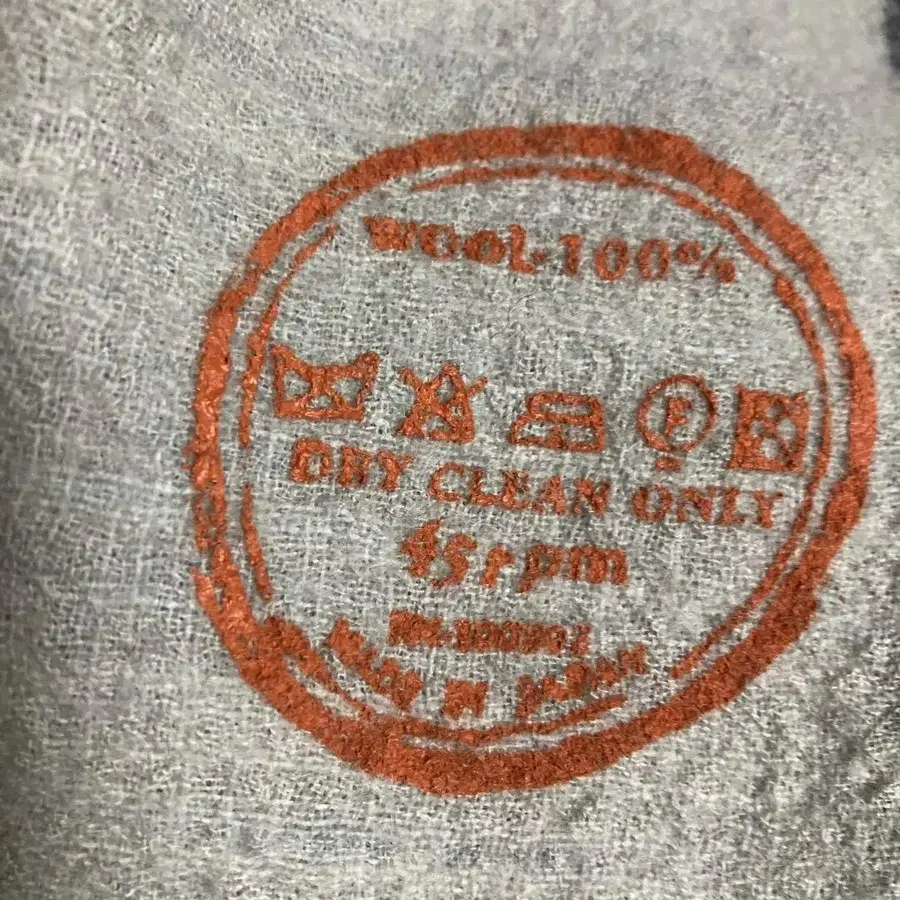 WOOL·100%
F
DRY CLEAN ONLY
45rpm
MADE IN JAPAN